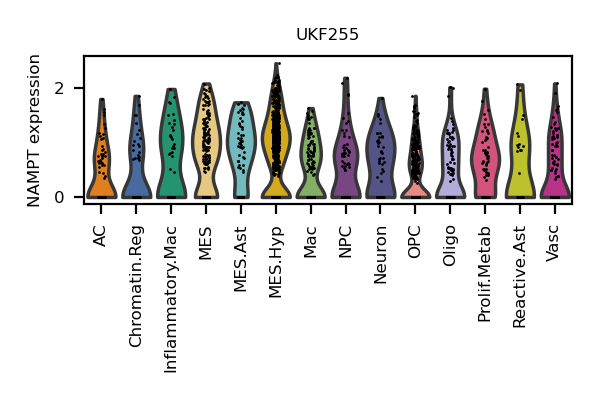 UKF255
NAMPT expression
2
0
AC
Chromatin.Reg
Inflammatory.Mac
MES
MES.Ast
MES.Hyp
Mac
NPC
Neuron
OPC
Oligo
Prolif.Metab
Reactive.Ast
Vasc